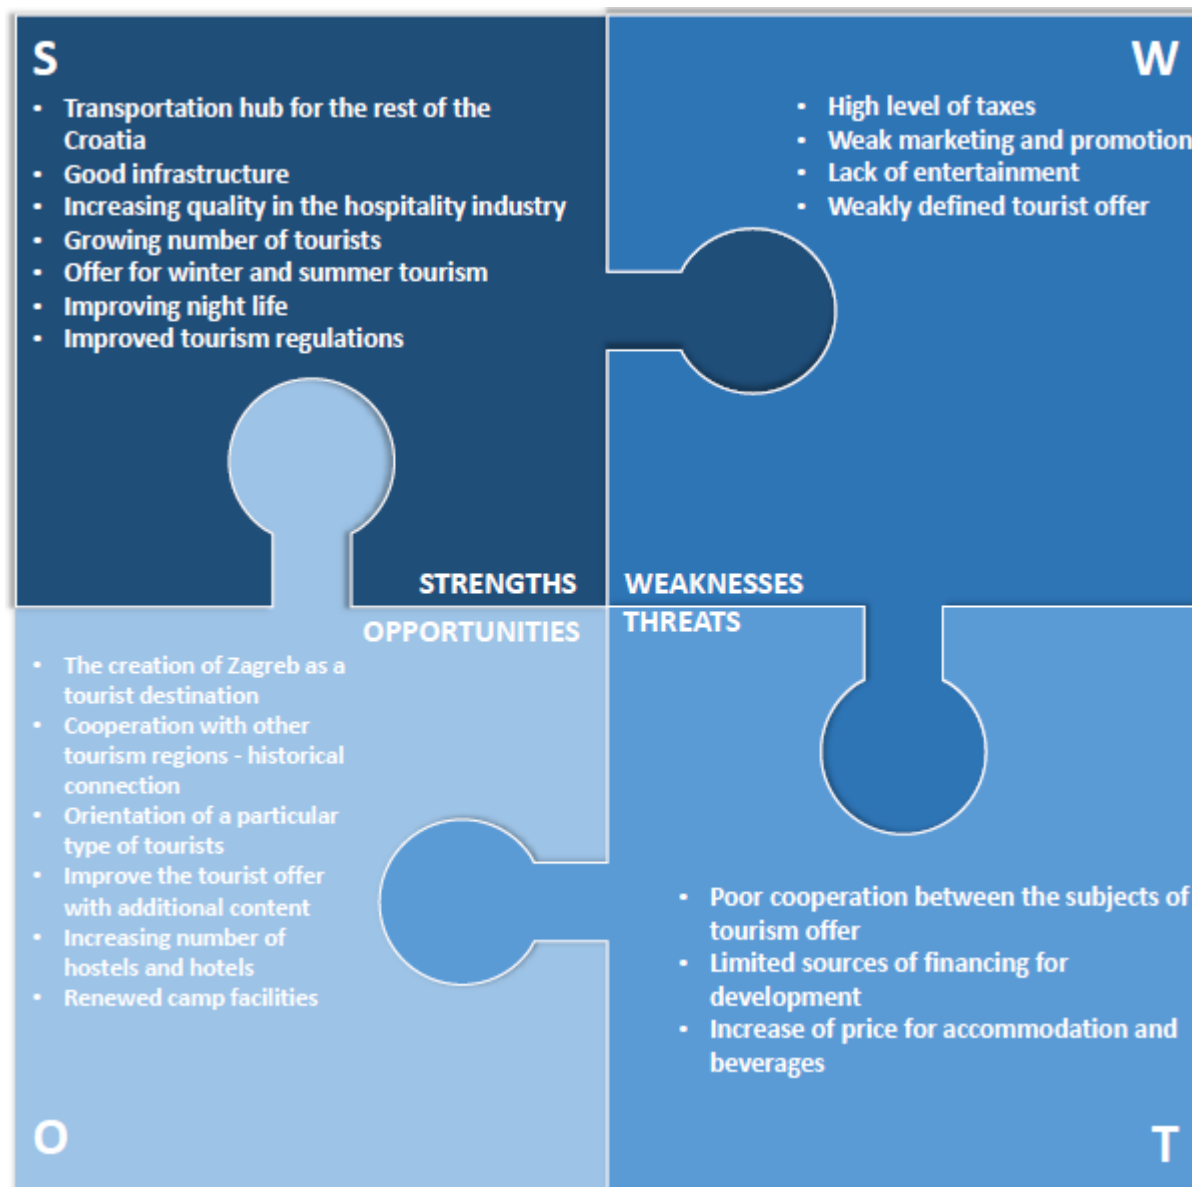 S
• Transportation hub for the rest of the
Croatia
• Good infrastructure
• Increasing quality in the hospitality industry
• Growing number of tourists
• Offer for winter and summer tourism
• Improving night life
• Improved tourism regulations
STRENGTHS
W
• High level of taxes
• Weak marketing and promotion
• Lack of entertainment
• Weakly defined tourist offer
WEAKNESSES
OPPORTUNITIES
• The creation of Zagreb as a
tourist destination
• Cooperation with other
tourism regions - historical
connection
• Orientation of a particular
type of tourists
• Improve the tourist offer
with additional content
• Increasing number of
hostels and hotels
• Renewed camp facilities
O
THREATS
• Poor cooperation between the subjects of
tourism offer
• Limited sources of financing for
development
• Increase of price for accommodation and
beverages
T